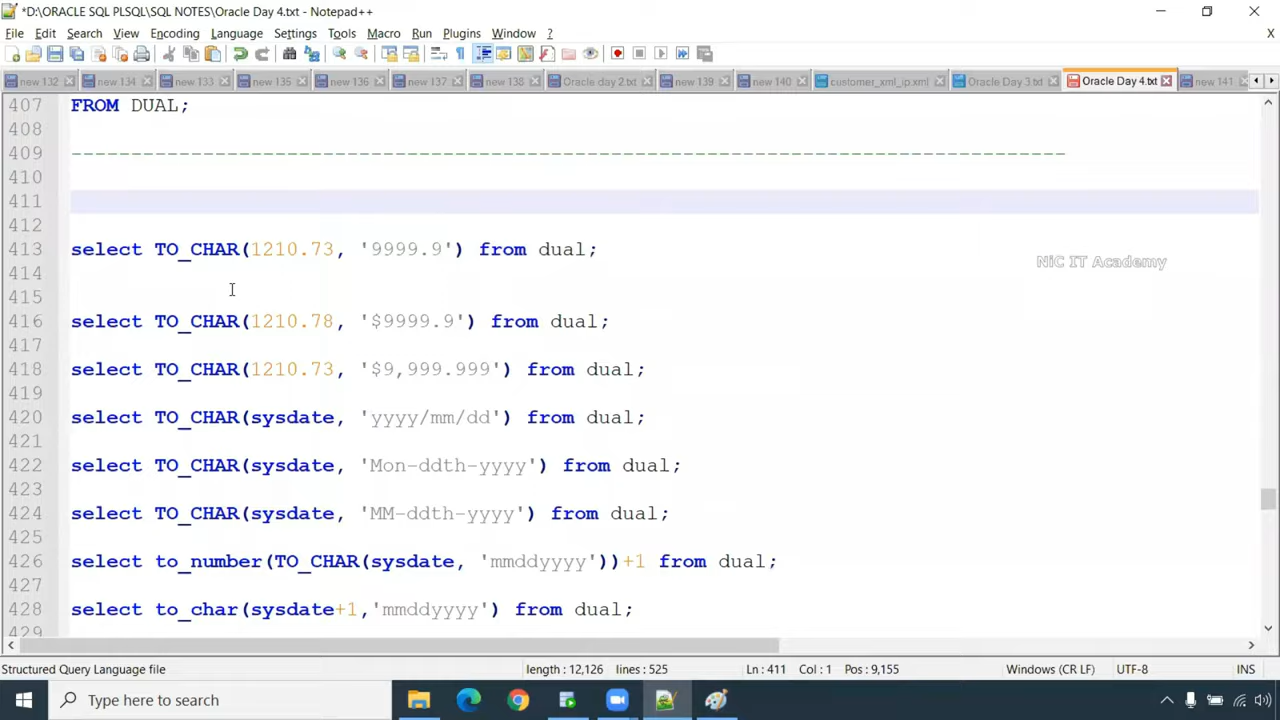 *D:\ORACLE SQL PLSQL\SQL NOTES\Oracle Day 4.txt - Notepad++
File Edit Search View Encoding Language Settings Tools Macro Run Plugins Window ? X
new 132 new 134 new 133 new 135 new 136 new 137 new 138 Oracle day 2.txt new 139 new 140 customer_xml_ip.xml Oracle Day 3.txt Oracle Day 4.txt new 141
407 FROM DUAL;
408
409 -----------------------------------------------------------------------------------
410
411
412
413 select TO_CHAR(1210.73, '9999.9') from dual;
NiC IT Academy
414
415
416 select TO_CHAR(1210.78, '$9999.9') from dual;
417
418 select TO_CHAR(1210.73, '$9,999.999') from dual;
419
420 select TO_CHAR(sysdate, 'yyyy/mm/dd') from dual;
421
422 select TO_CHAR(sysdate, 'Mon-ddth-yyyy') from dual;
423
424 select TO_CHAR(sysdate, 'MM-ddth-yyyy') from dual;
425
426 select to_number(TO_CHAR(sysdate, 'mmddyyyy'))+1 from dual;
427
428 select to_char(sysdate+1,'mmddyyyy') from dual;
429
Structured Query Language file length : 12,126 lines : 525 Ln : 411 Col : 1 Pos : 9,155 Windows (CR LF) UTF-8 INS
Type here to search